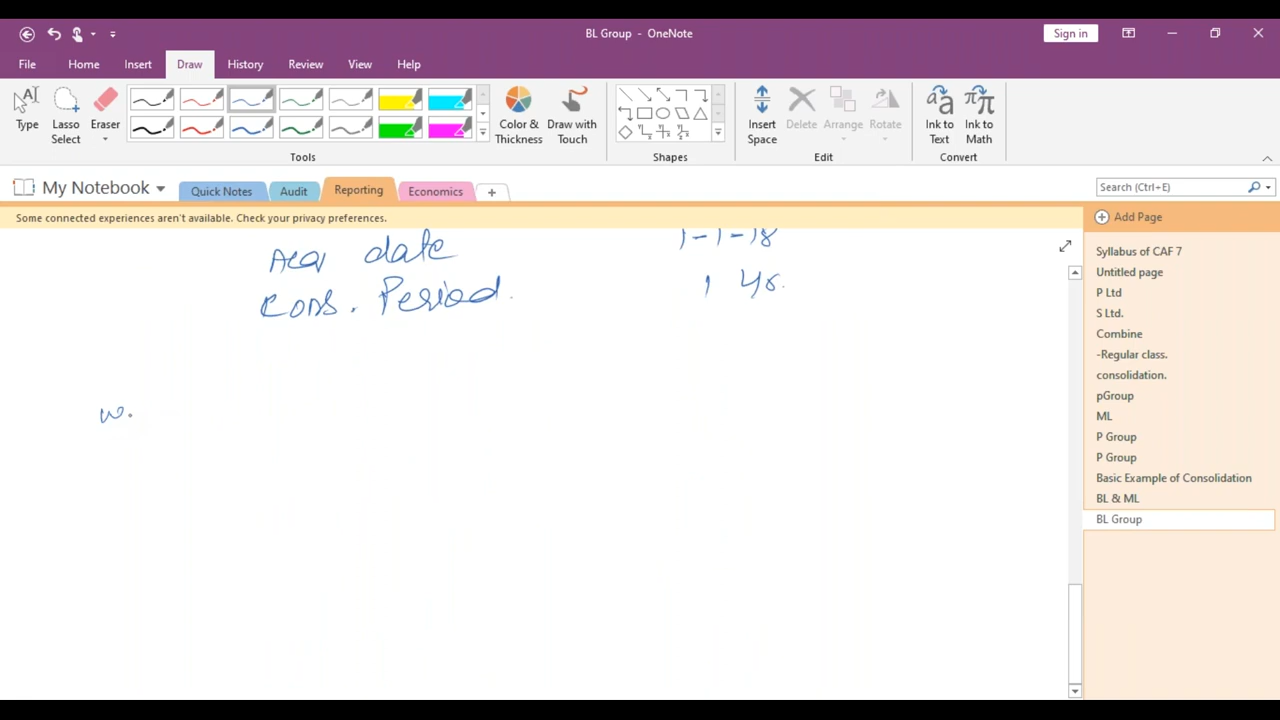 BL Group - OneNote
Sign in
File Home Insert Draw History Review View Help
Type
Lasso Select
Eraser
Color & Thickness
Draw with Touch
Insert Space
Delete
Arrange
Rotate
Ink to Text
Ink to Math
Tools
Shapes
Edit
Convert
My Notebook
Quick Notes
Audit
Reporting
Economics
Search (Ctrl+E)
Some connected experiences aren't available. Check your privacy preferences.
Add Page
Acq date 1-1-18
Cons. Period. 1 Yr.
w.
Syllabus of CAF 7
Untitled page
P Ltd
S Ltd.
Combine
-Regular class.
consolidation.
pGroup
ML
P Group
P Group
Basic Example of Consolidation
BL & ML
BL Group